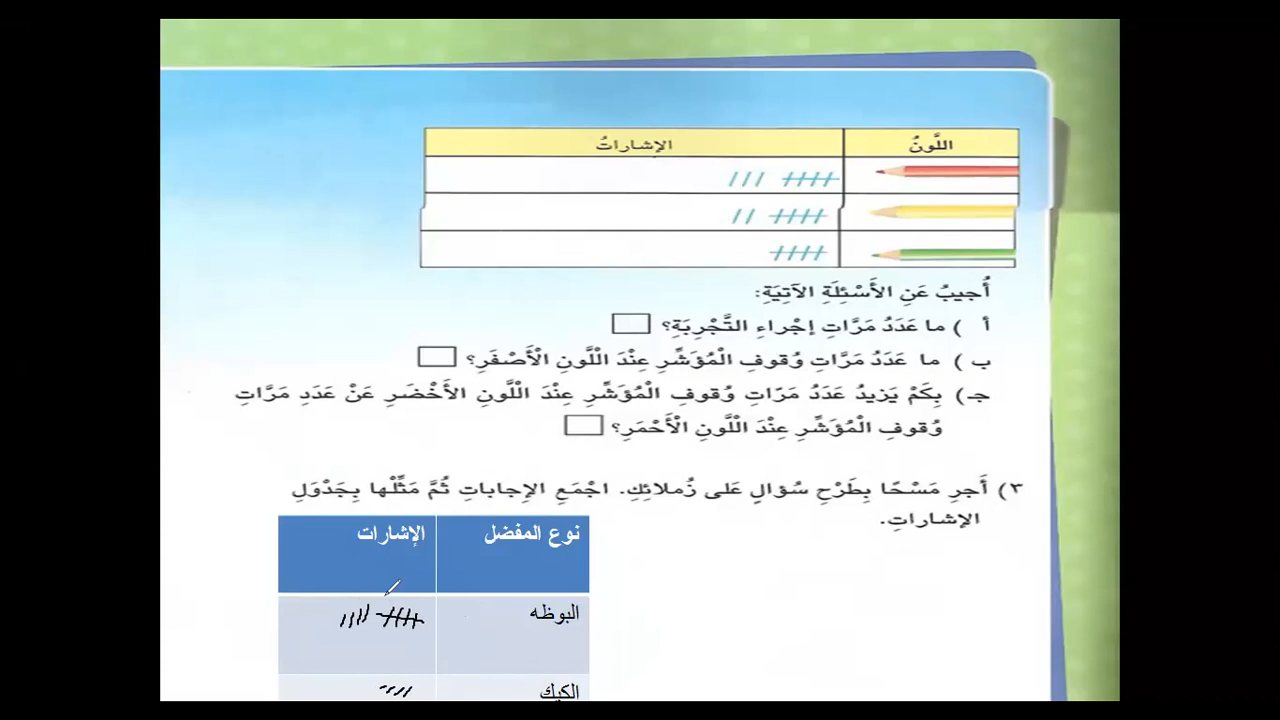 اللَّونُ الإشاراتُ
أُجيبُ عَنِ الأَسْئِلَةِ الآتِيَةِ:
أ ) ما عَدَدُ مَرَّاتِ إجْراءِ التَّجْرِبَةِ؟
ب ) ما عَدَدُ مَرَّاتِ وُقوفِ الْمُؤَشِّرِ عِنْدَ اللَّونِ الْأَصْفَرِ؟
جـ ) بِكَمْ يَزيدُ عَدَدُ مَرّاتِ وُقوفِ الْمُؤَشِّرِ عِنْدَ اللَّونِ الأَخْضَرِ عَنْ عَدَدِ مَرَّاتِ
وُقوفِ الْمُؤَشِّرِ عِنْدَ اللَّونِ الْأَحْمَرِ؟
٣) أَجرِ مَسْحًا بِطَرْحِ سُؤالٍ عَلى زُملائِكِ. اجْمَعِ الإجاباتِ ثُمَّ مَثِّلْها بِجَدْوَلِ
الإشاراتِ.
نوع المفضل الإشارات
البوظه
الكيك